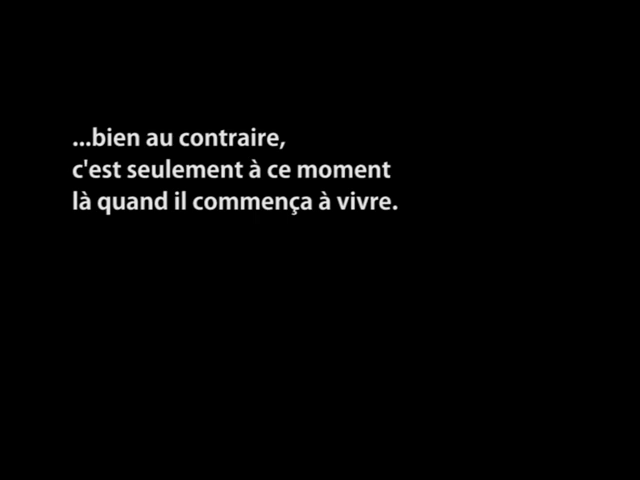 ...bien au contraire,
c'est seulement à ce moment
là quand il commença à vivre.